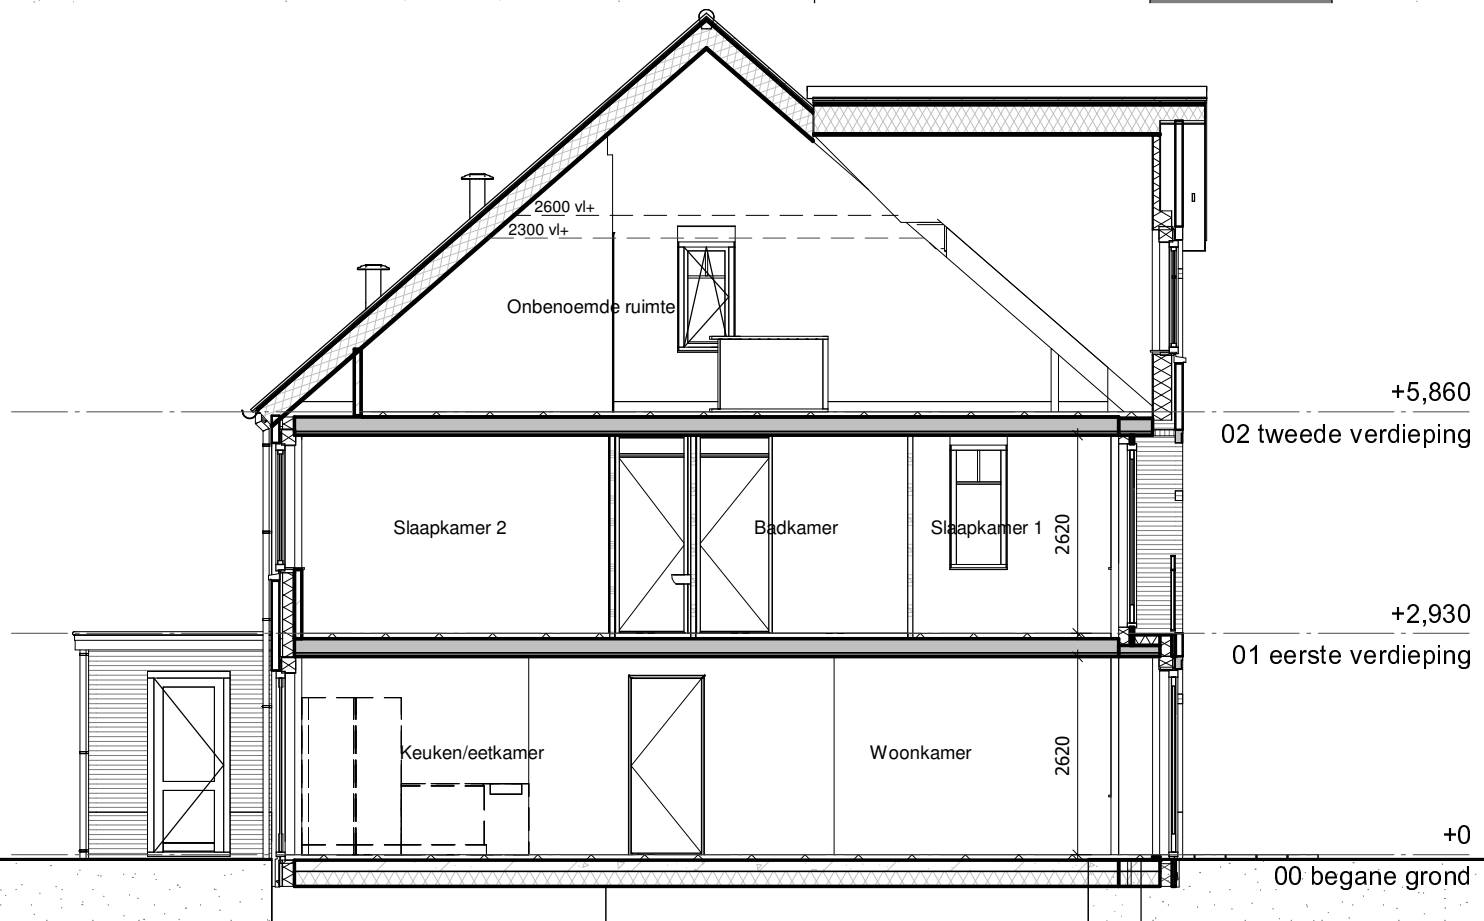 2600 vl+
2300 vl+
Onbenoemde ruimte
+5,860
02 tweede verdieping
Slaapkamer 2
Badkamer
Slaapkamer 1
2620
+2,930
01 eerste verdieping
Keuken/eetkamer
Woonkamer
2620
+0
00 begane grond